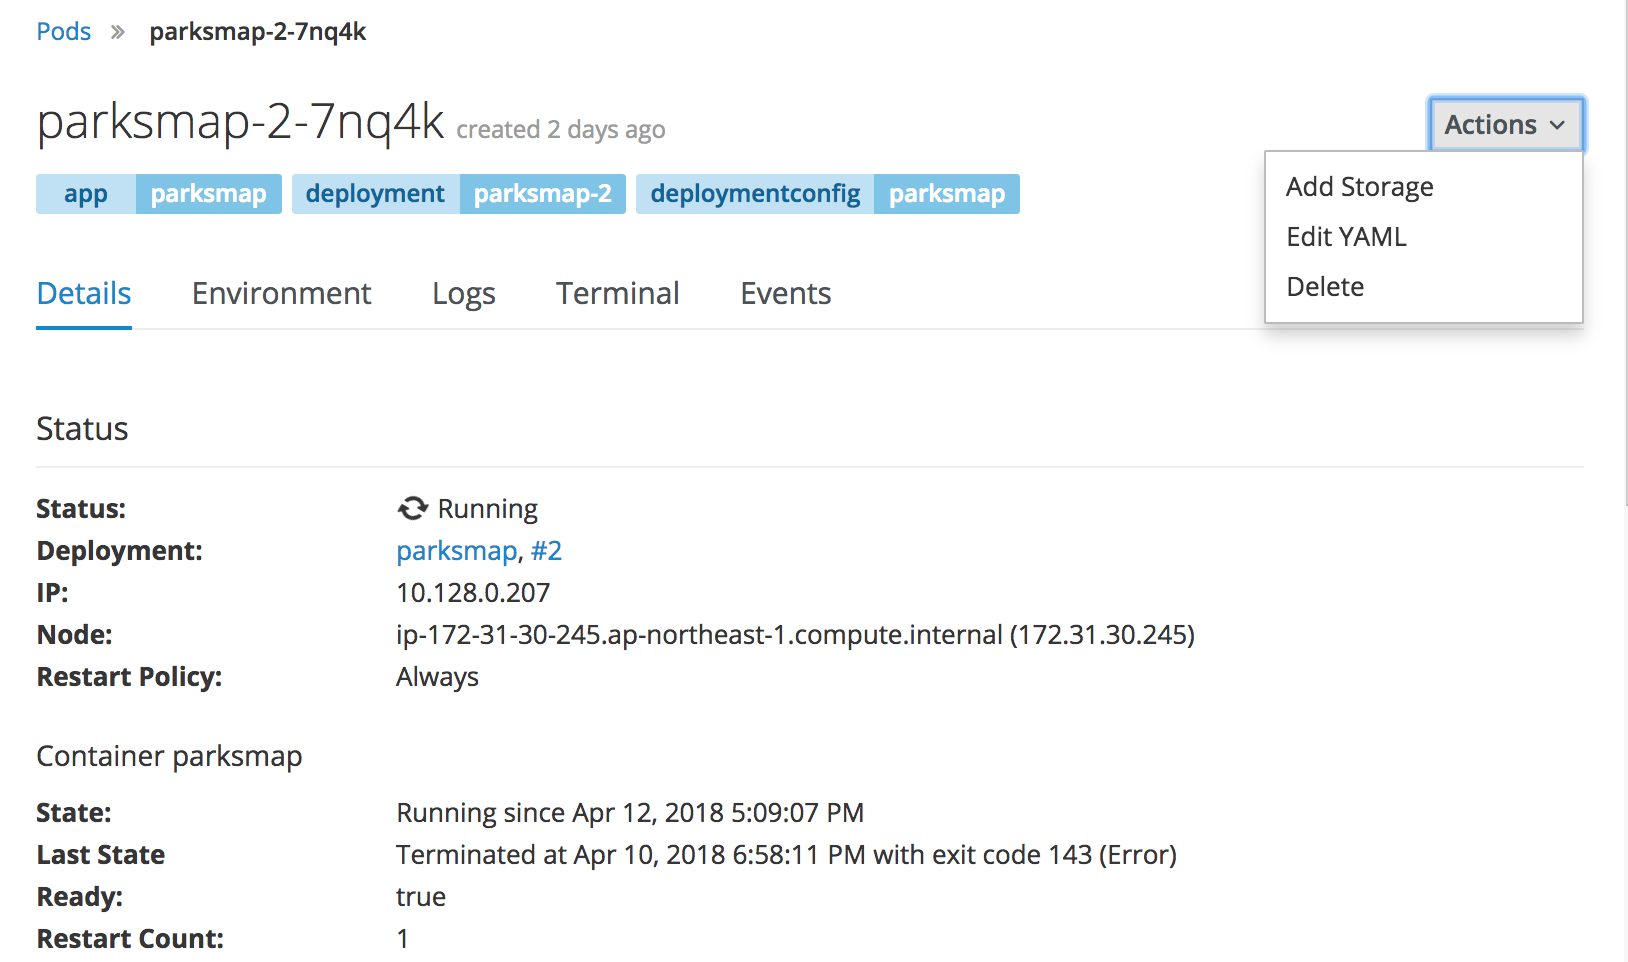 Pods » parksmap-2-7nq4k
parksmap-2-7nq4k created 2 days ago
Actions
app parksmap deployment parksmap-2 deploymentconfig parksmap
Add Storage
Edit YAML
Delete
Details Environment Logs Terminal Events
Status
Status: Running
Deployment: parksmap, #2
IP: 10.128.0.207
Node: ip-172-31-30-245.ap-northeast-1.compute.internal (172.31.30.245)
Restart Policy: Always
Container parksmap
State: Running since Apr 12, 2018 5:09:07 PM
Last State Terminated at Apr 10, 2018 6:58:11 PM with exit code 143 (Error)
Ready: true
Restart Count: 1